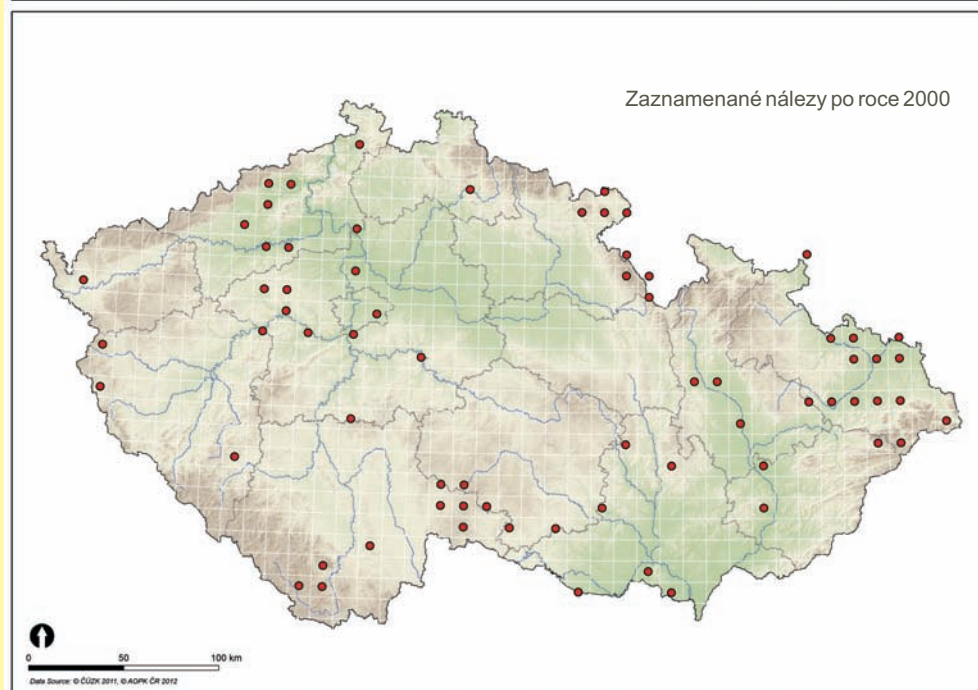 Zaznamenané nálezy po roce 2000
0 50 100 km
Data Source: © ČÚZK 2011, © AOPK ČR 2012